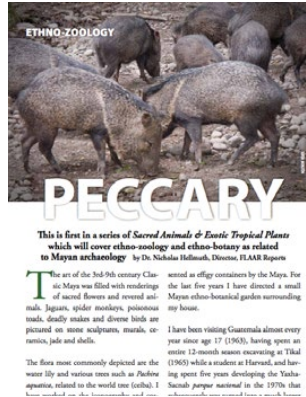 ETHNO-ZOOLOGY
PECCARY
This is first in a series of Sacred Animals & Exotic Tropical Plants
which will cover ethno-zoology and ethno-botany as related
to Mayan archaeology by Dr. Nicholas Hellmuth, Director, FLAAR Reports
The art of the 3rd-9th century Clas-
sic Maya was filled with renderings
of sacred flowers and revered ani-
mals. Jaguars, spider monkeys, poisonous
toads, deadly snakes and diverse birds are
pictured on stone sculptures, murals, ce-
ramics, jade and shells.
The flora most commonly depicted are the
water lily and various trees such as Pachira
aquatica, related to the world tree (ceiba). I
sented as effigy containers by the Maya. For
the last five years I have directed a small
Mayan ethno-botanical garden surrounding
my house.
I have been visiting Guatemala almost every
year since age 17 (1963), having spent an
entire 12-month season excavating at Tikal
(1965) while a student at Harvard, and hav-
ing spent five years developing the Yaxha-
Sacnab parque nacional in the 1970s that